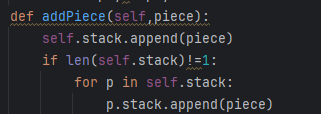 def addPiece(self,piece):
    self.stack.append(piece)
    if len(self.stack)!=1:
        for p in self.stack:
            p.stack.append(piece)